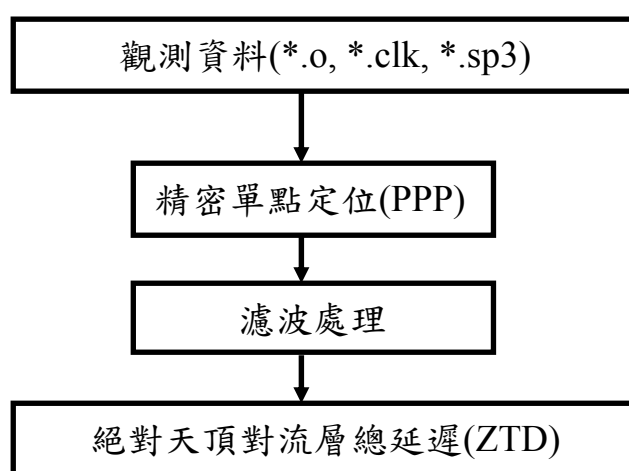 觀測資料(*.o, *.clk, *.sp3)
精密單點定位(PPP)
濾波處理
絕對天頂對流層總延遲(ZTD)